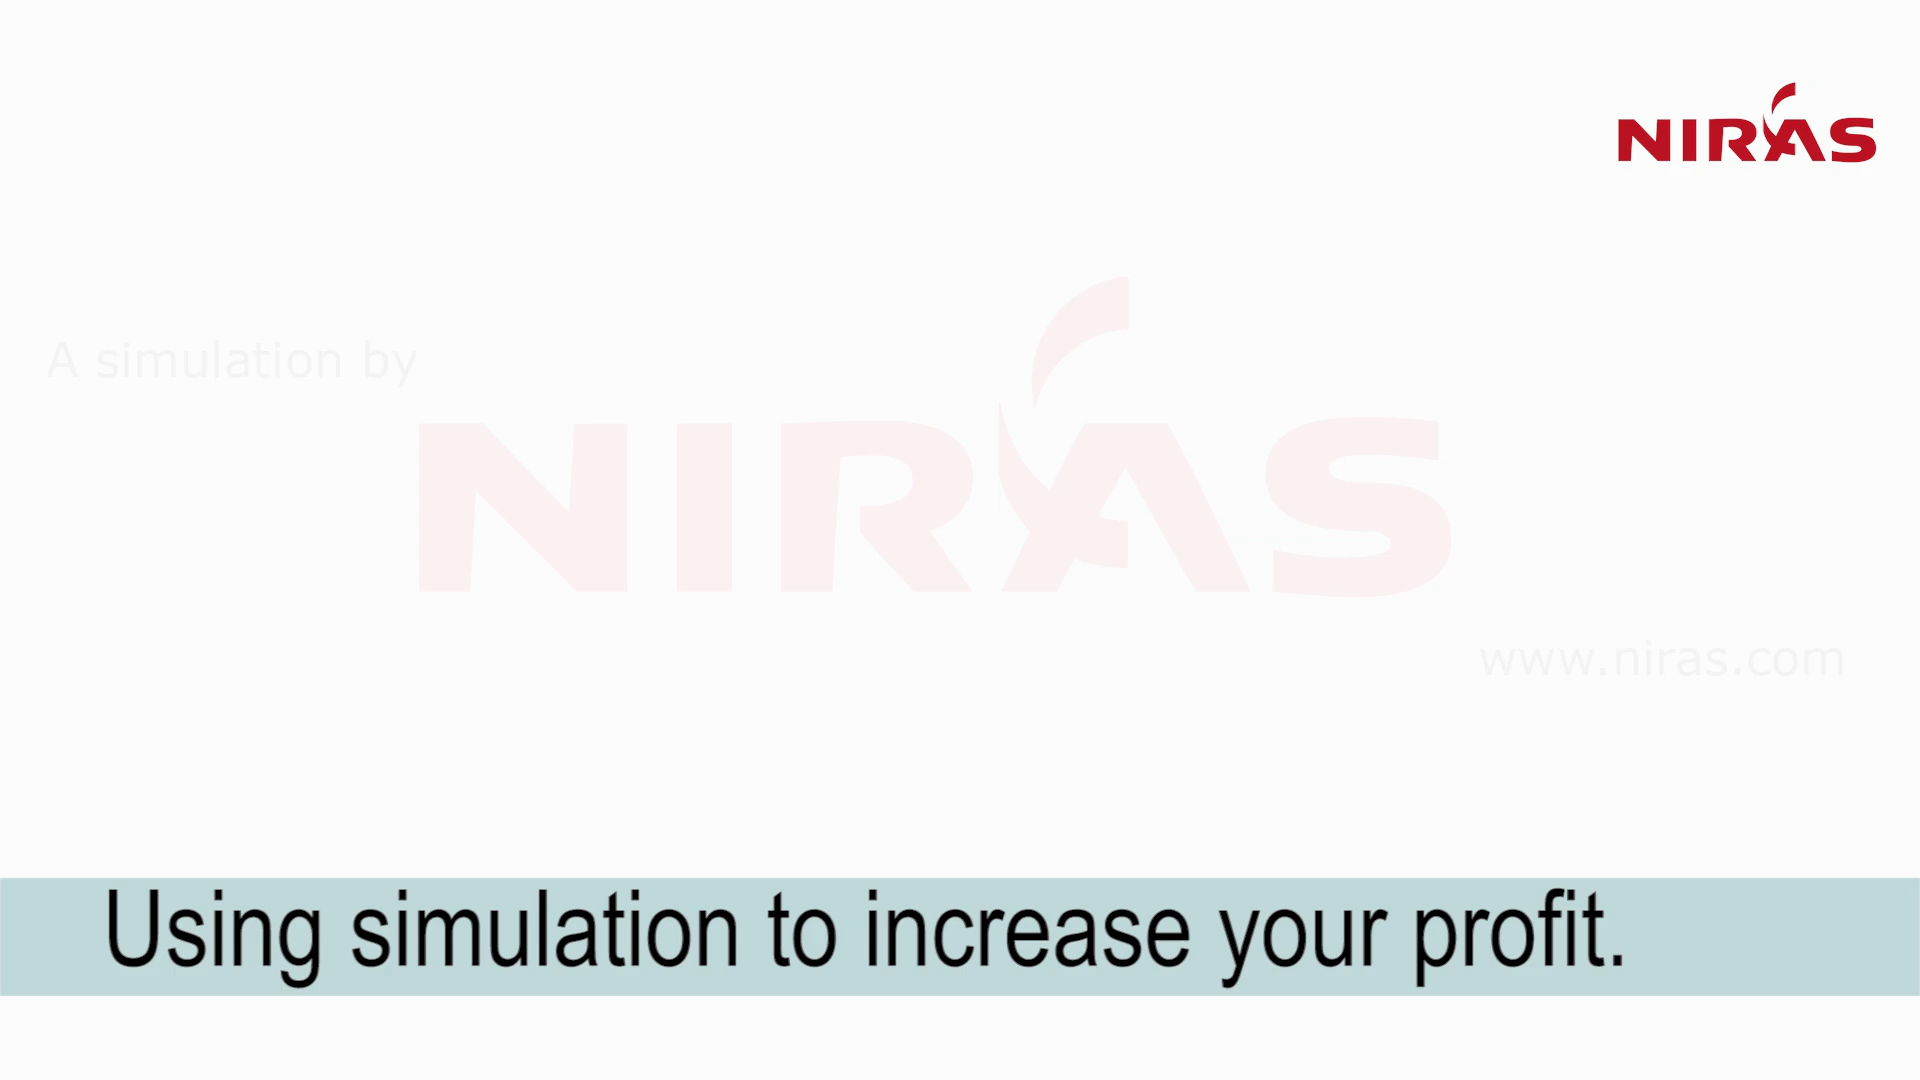 NIRAS
A simulation by
NIRAS
www.niras.com
Using simulation to increase your profit.